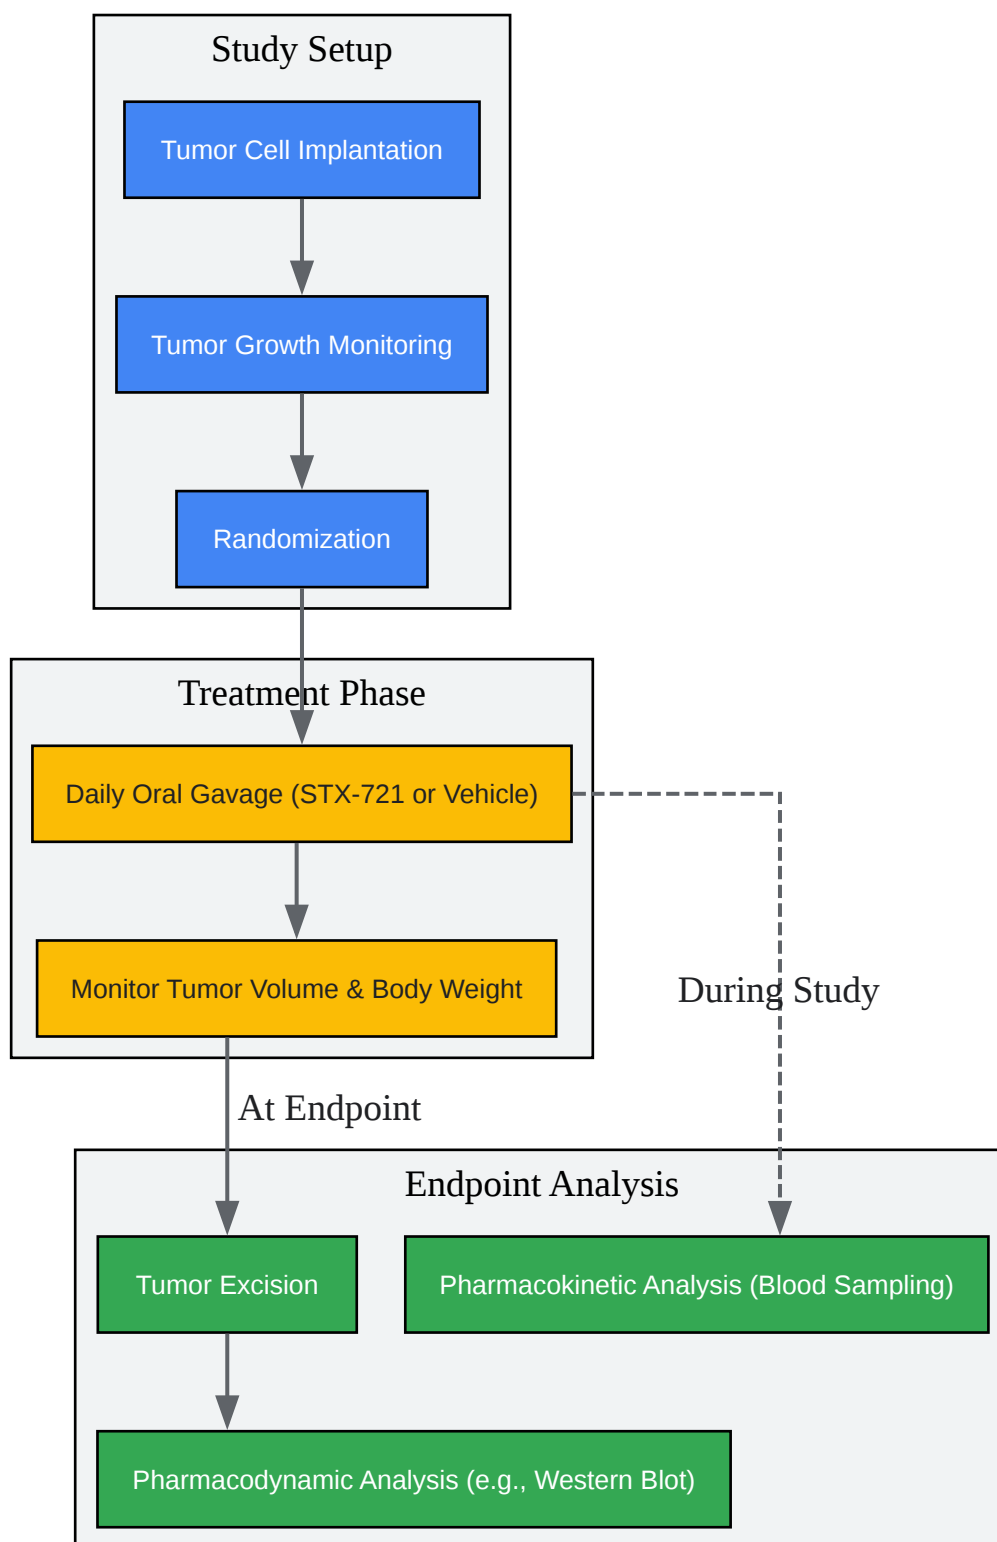 Study Setup
Tumor Cell Implantation
Tumor Growth Monitoring
Randomization
Treatment Phase
Daily Oral Gavage (STX-721 or Vehicle)
Monitor Tumor Volume & Body Weight
During Study
At Endpoint
Endpoint Analysis
Tumor Excision
Pharmacokinetic Analysis (Blood Sampling)
Pharmacodynamic Analysis (e.g., Western Blot)